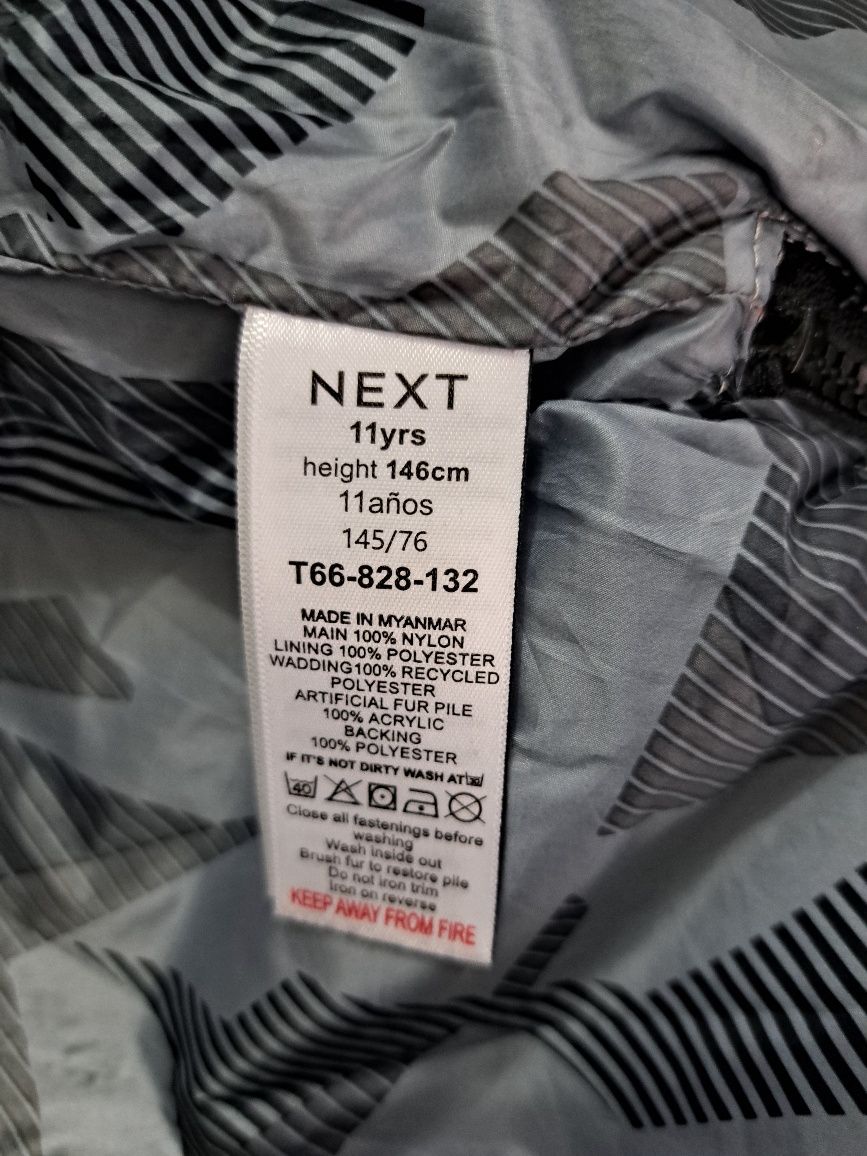 NEXT
11yrs
height 146cm
11años
145/76
T66-828-132
MADE IN MYANMAR
MAIN 100% NYLON
LINING 100% POLYESTER
WADDING100% RECYCLED
POLYESTER
ARTIFICIAL FUR PILE
100% ACRYLIC
BACKING
100% POLYESTER
IF IT'S NOT DIRTY WASH AT 30
40
Close all fastenings before
washing
Wash inside out
Brush fur to restore pile
Do not iron trim
Iron on reverse
KEEP AWAY FROM FIRE